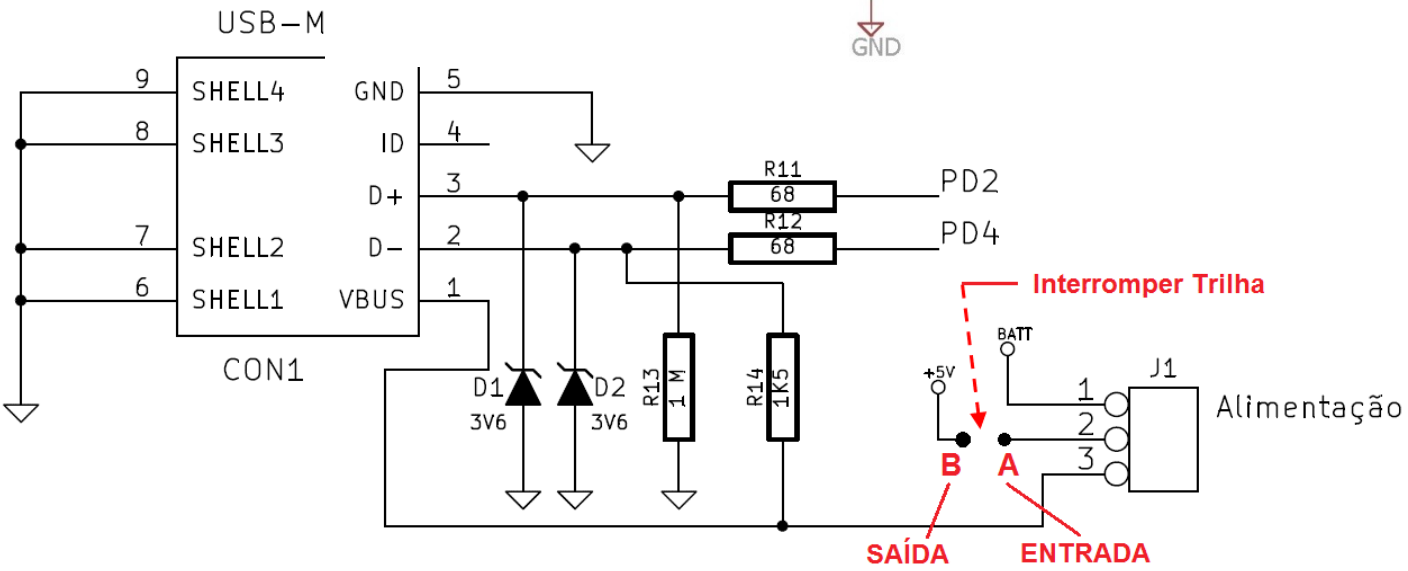 USB-M
GND
9 SHELL4 GND 5
8 SHELL3 ID 4
D+ 3 R11 68 PD2
7 SHELL2 D- 2 R12 68 PD4
6 SHELL1 VBUS 1
CON1
Interromper Trilha
BATT
+5V
J1
D1 3V6
D2 3V6
R13 1 M
R14 1K5
1
2
3
Alimentação
B A
SAÍDA ENTRADA